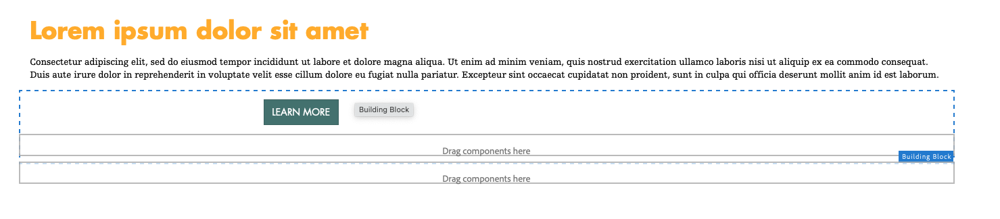 Lorem ipsum dolor sit amet
Consectetur adipiscing elit, sed do eiusmod tempor incididunt ut labore et dolore magna aliqua. Ut enim ad minim veniam, quis nostrud exercitation ullamco laboris nisi ut aliquip ex ea commodo consequat.
Duis aute irure dolor in reprehenderit in voluptate velit esse cillum dolore eu fugiat nulla pariatur. Excepteur sint occaecat cupidatat non proident, sunt in culpa qui officia deserunt mollit anim id est laborum.
LEARN MORE Building Block
Drag components here
Building Block
Drag components here